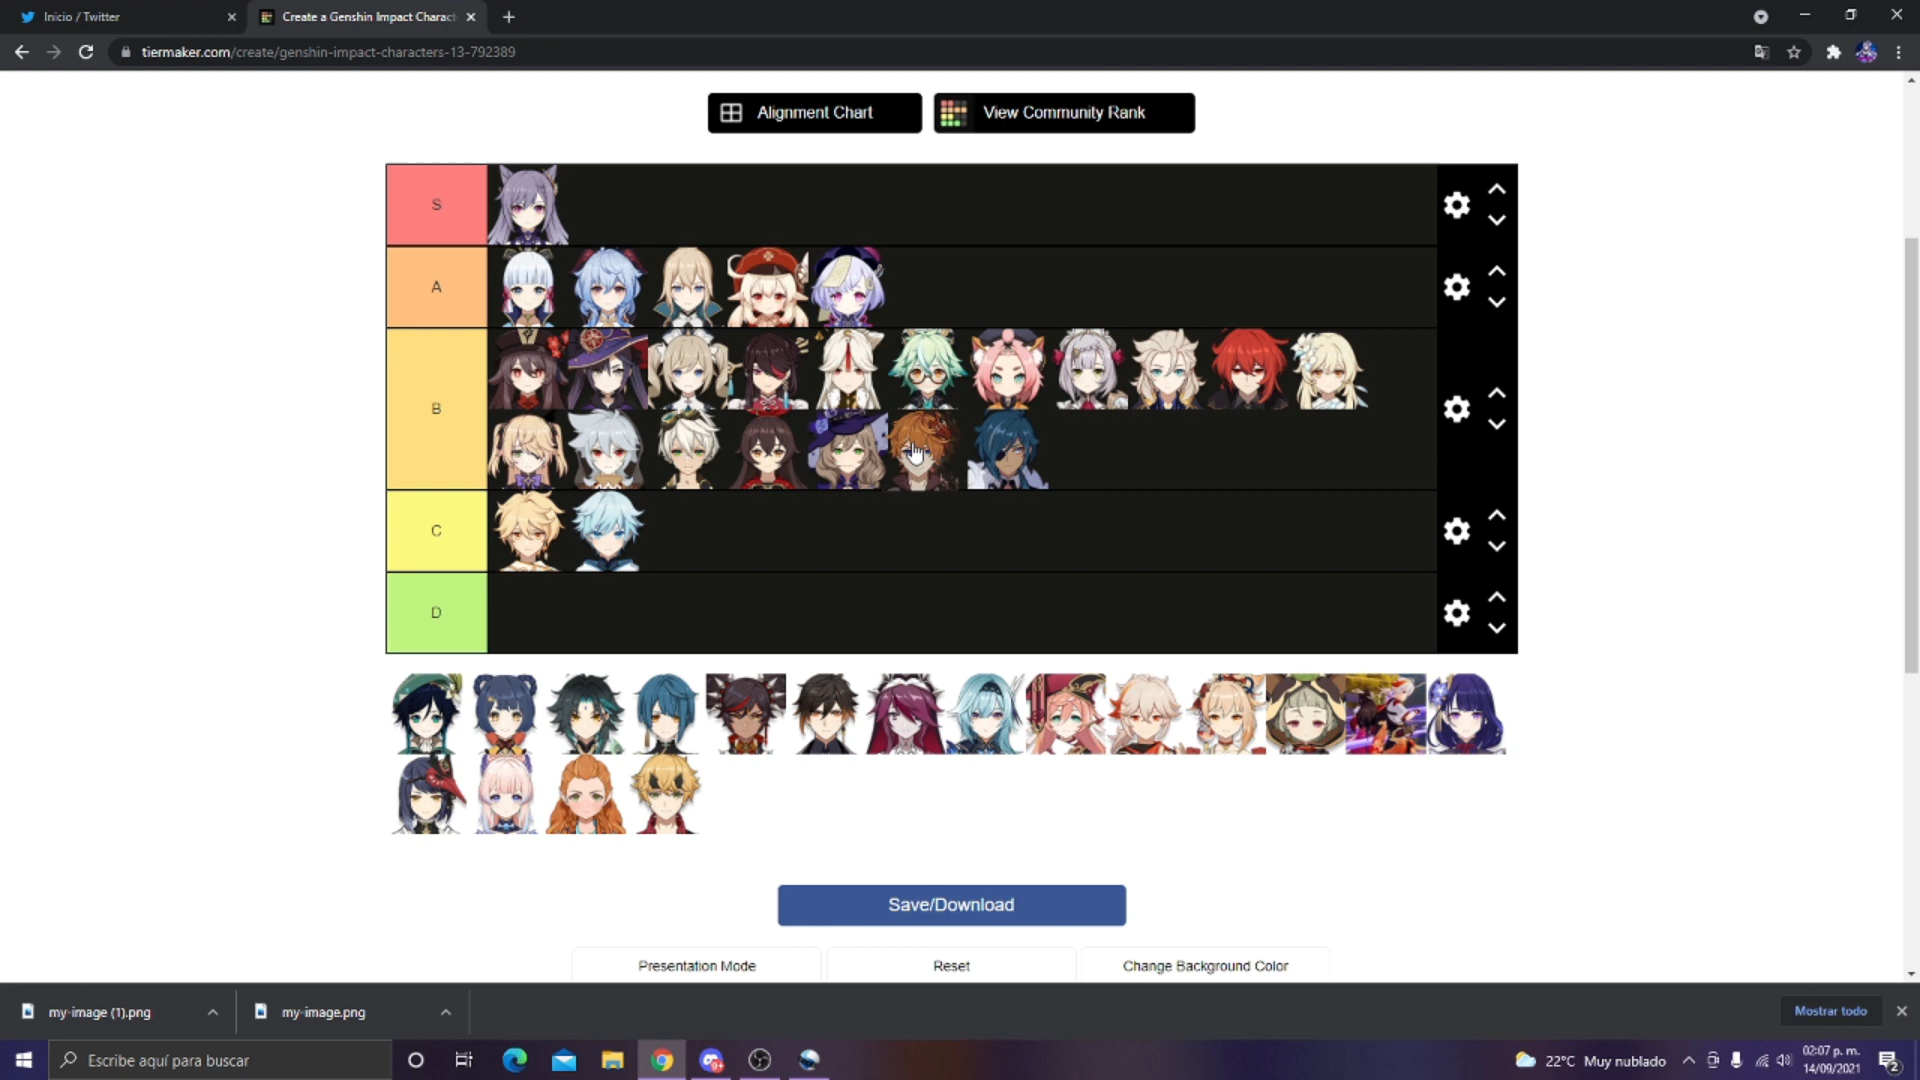 Inicio / Twitter
Create a Genshin Impact Charact
tiermaker.com/create/genshin-impact-characters-13-792389
Alignment Chart
View Community Rank
S
A
B
C
D
Save/Download
Presentation Mode
Reset
Change Background Color
my-image (1).png
my-image.png
Mostrar todo
Escribe aquí para buscar
22°C Muy nublado
02:07 p. m.
14/09/2021
2